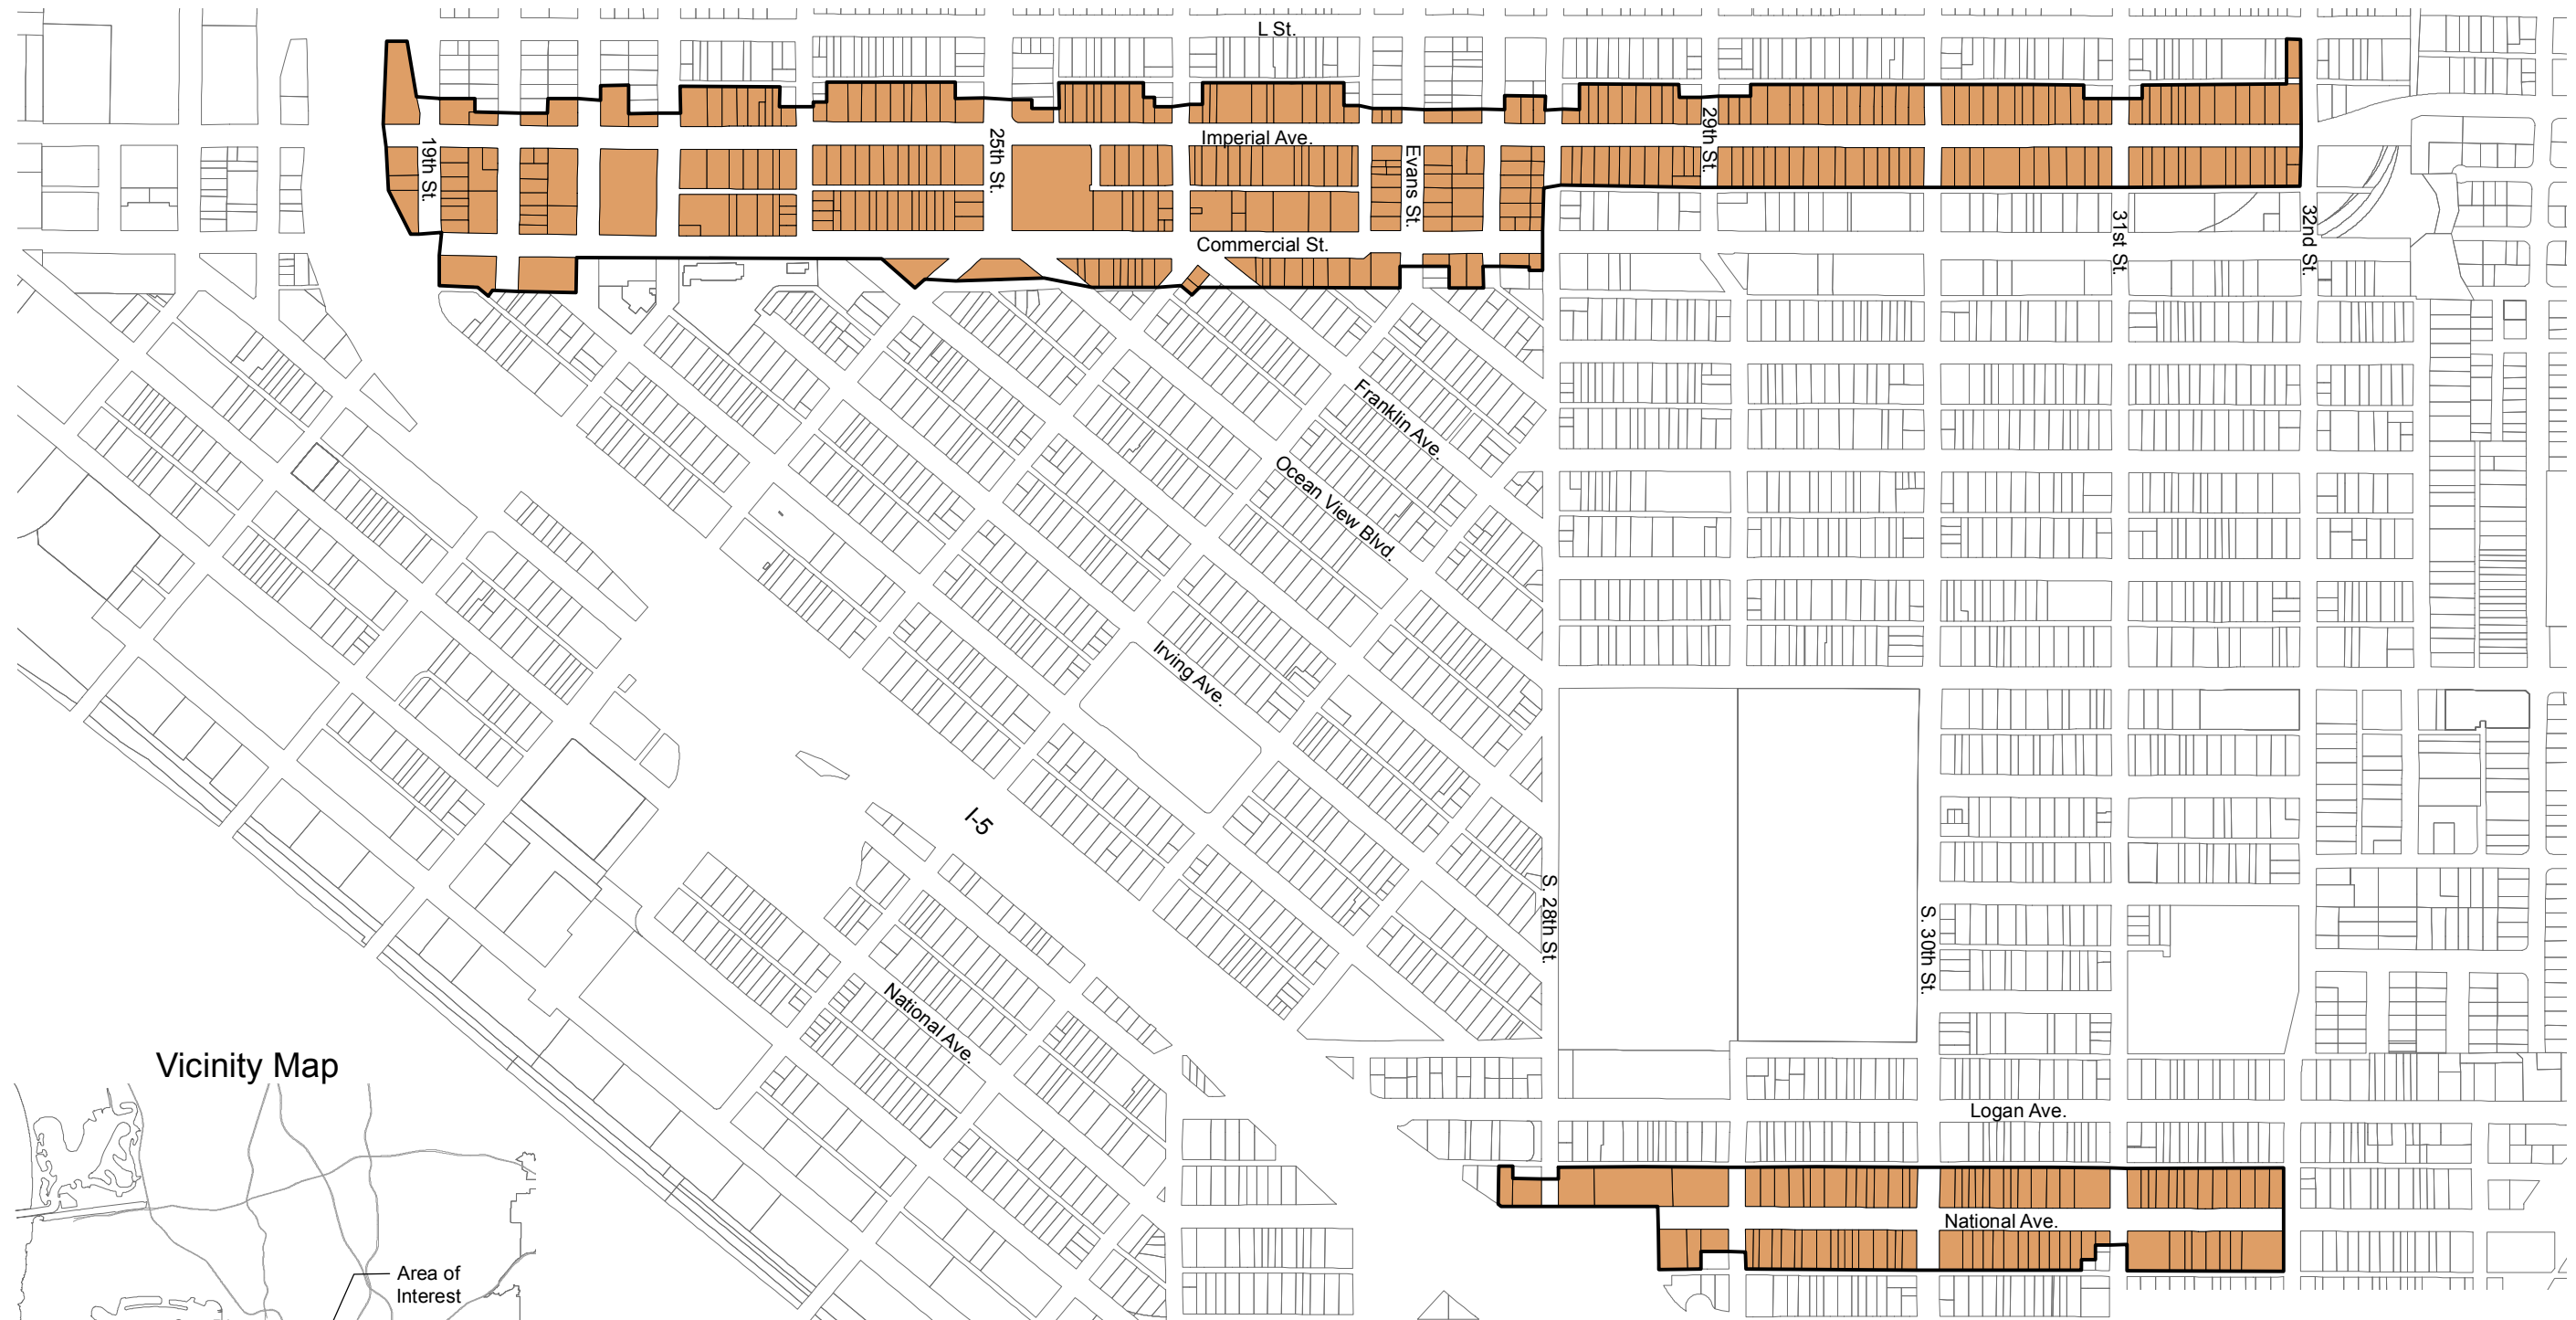 L St.
Imperial Ave.
19th St.
25th St.
Evans St.
29th St.
Commercial St.
31st St.
32nd St.
Franklin Ave.
Ocean View Blvd.
Irving Ave.
I-5
S. 28th St.
S. 30th St.
National Ave.
Vicinity Map
Logan Ave.
National Ave.
Area of
Interest